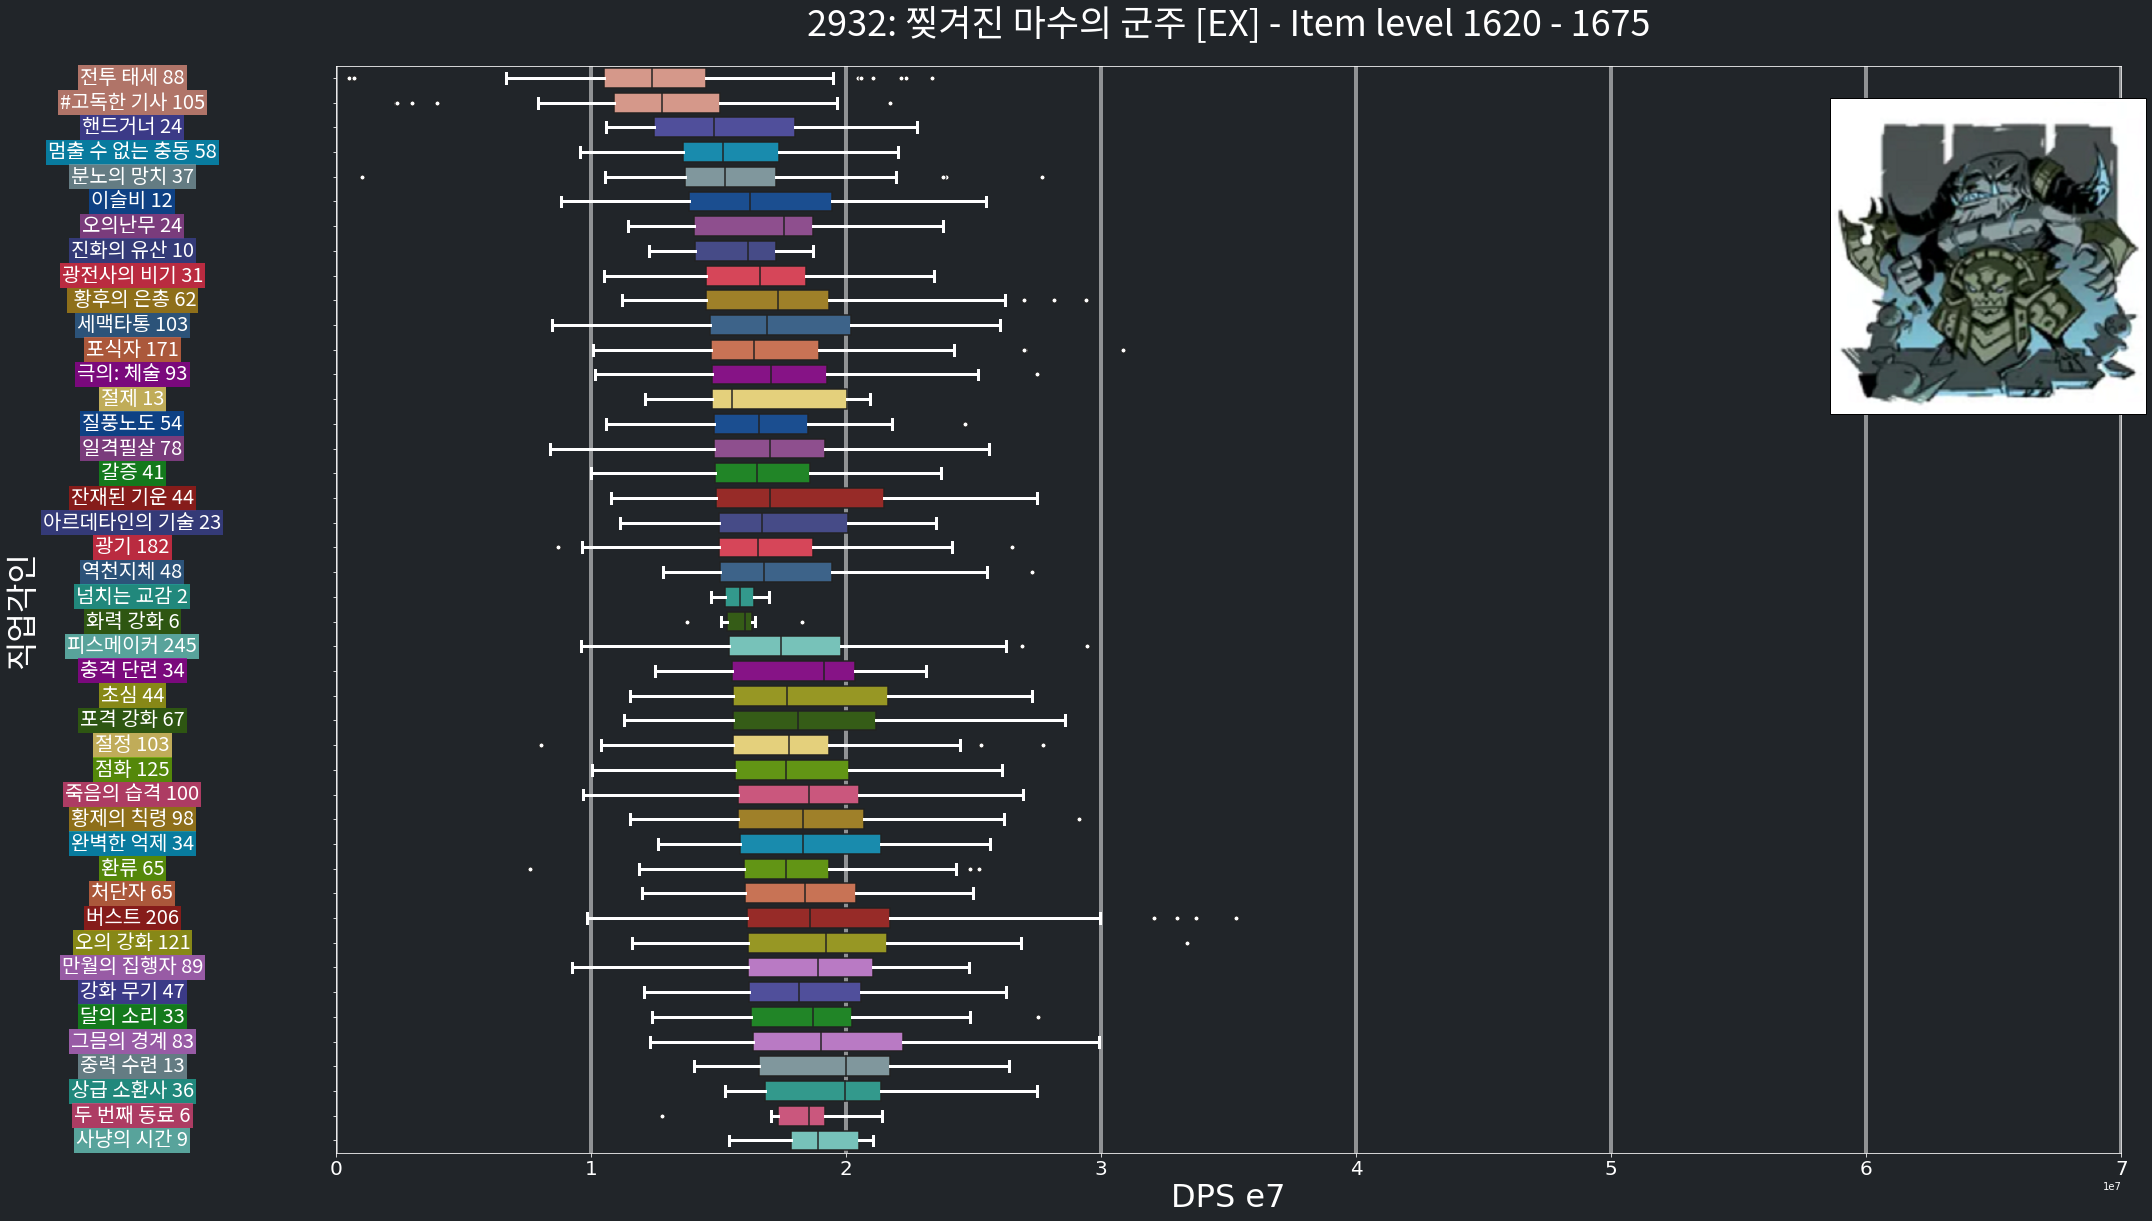 2932: 찢겨진 마수의 군주 [EX] - Item level 1620 - 1675
직업각인
전투 태세 88
#고독한 기사 105
핸드거너 24
멈출 수 없는 충동 58
분노의 망치 37
이슬비 12
오의난무 24
진화의 유산 10
광전사의 비기 31
황후의 은총 62
세맥타통 103
포식자 171
극의: 체술 93
절제 13
질풍노도 54
일격필살 78
갈증 41
잔재된 기운 44
아르데타인의 기술 23
광기 182
역천지체 48
넘치는 교감 2
화력 강화 6
피스메이커 245
충격 단련 34
초심 44
포격 강화 67
절정 103
점화 125
죽음의 습격 100
황제의 칙령 98
완벽한 억제 34
환류 65
처단자 65
버스트 206
오의 강화 121
만월의 집행자 89
강화 무기 47
달의 소리 33
그믐의 경계 83
중력 수련 13
상급 소환사 36
두 번째 동료 6
사냥의 시간 9
0 1 2 3 4 5 6 7
1e7
DPS e7